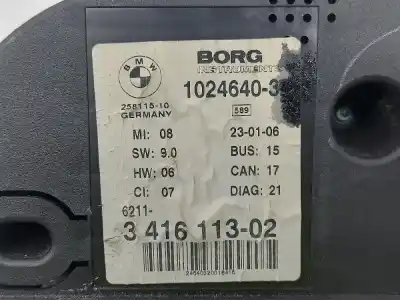 BMW
BORG
INSTRUMENTS
1024640-3
258115-10
GERMANY
589
MI: 08
23-01-06
SW: 9.0
BUS: 15
HW: 06
CAN: 17
CI: 07
DIAG: 21
6211-
3 416 113-02